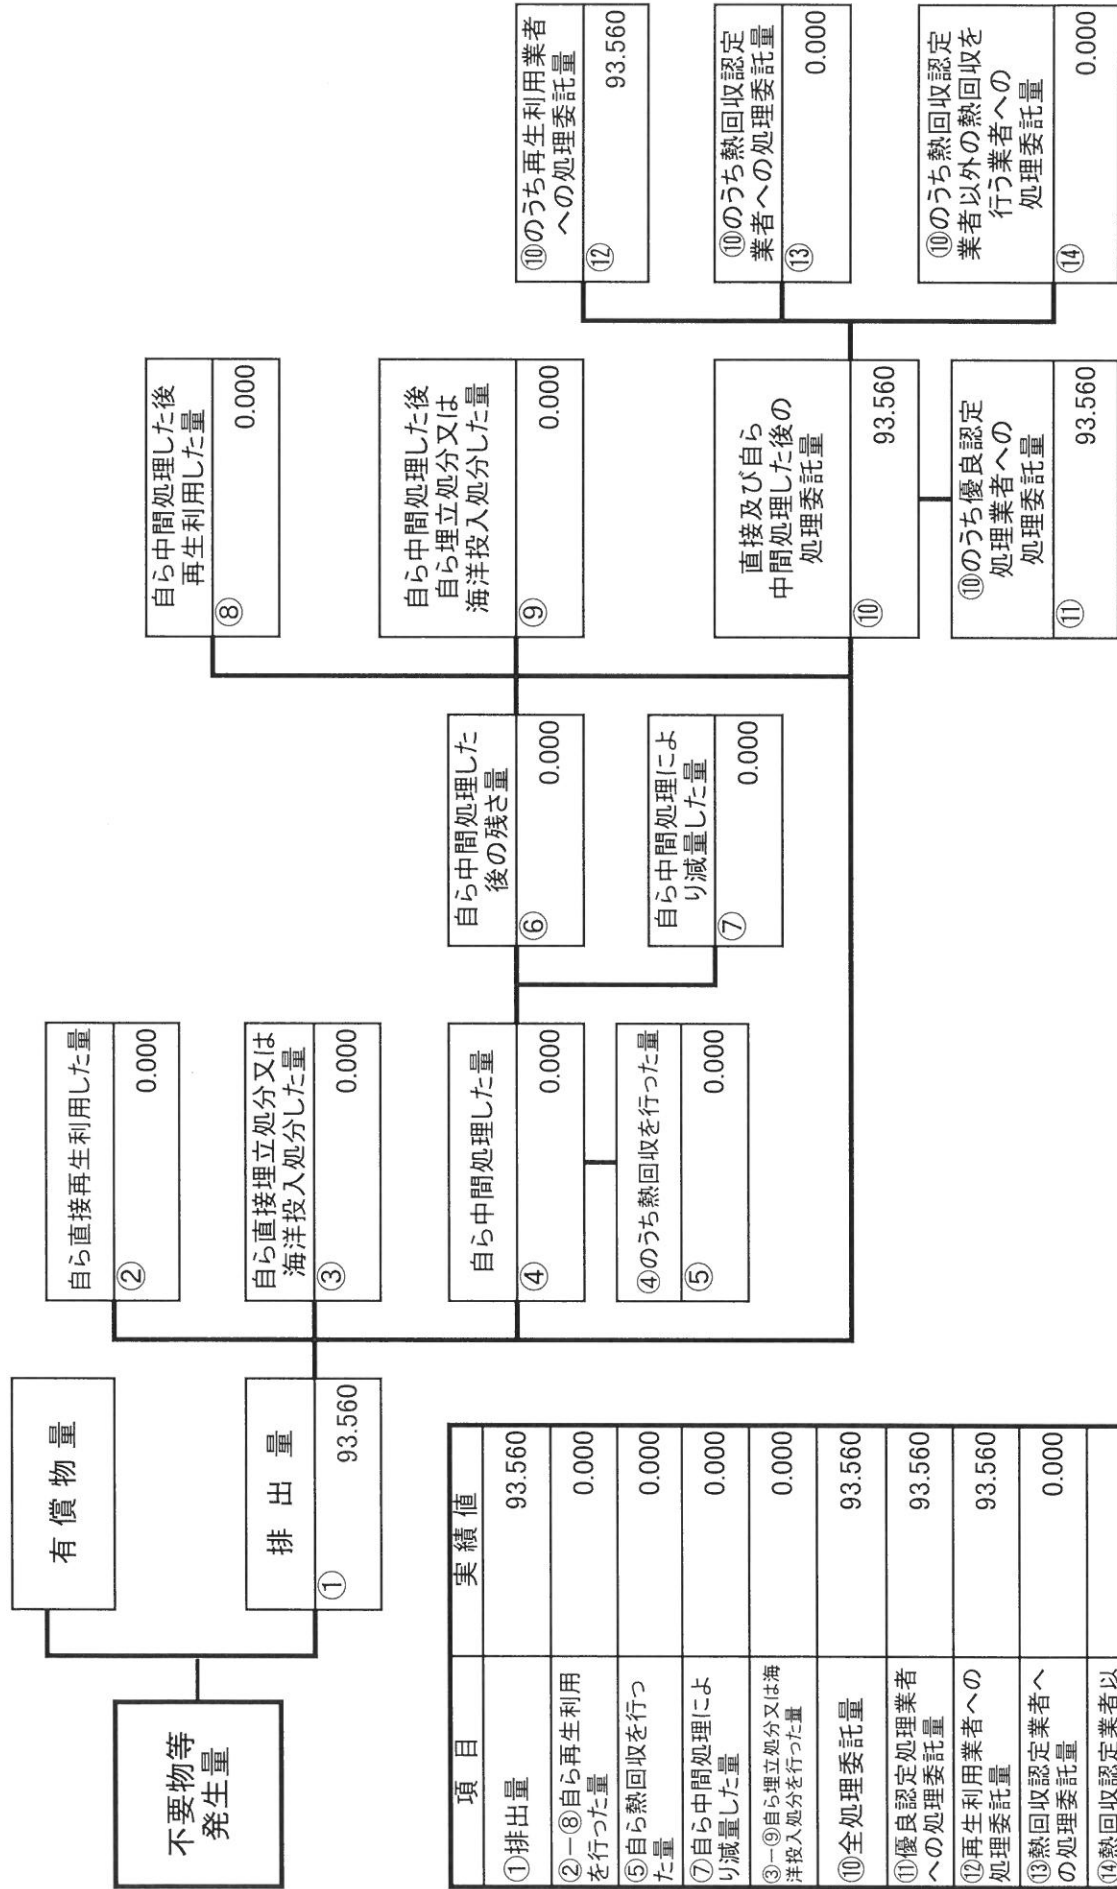 不要物等
発生量
有 償 物 量
排 出 量
① 93.560
自ら直接再生利用した量
② 0.000
自ら直接埋立処分又は
海洋投入処分した量
③ 0.000
自ら中間処理した量
④ 0.000
④のうち熱回収を行った量
⑤ 0.000
自ら中間処理した
後の残さ量
⑥ 0.000
自ら中間処理によ
り減量した量
⑦ 0.000
自ら中間処理した後
再生利用した量
⑧ 0.000
自ら中間処理した後
自ら埋立処分又は
海洋投入処分した量
⑨ 0.000
直接及び自ら
中間処理した後の
処理委託量
⑩ 93.560
⑩のうち優良認定
処理業者への
処理委託量
⑪ 93.560
⑩のうち再生利用業者
への処理委託量
⑫ 93.560
⑩のうち熱回収認定
業者への処理委託量
⑬ 0.000
⑩のうち熱回収認定
業者以外の熱回収を
行う業者への
処理委託量
⑭ 0.000
項 目 実 績 値
①排出量 93.560
②－⑧自ら再生利用
を行った量 0.000
⑤自ら熱回収を行っ
た量 0.000
⑦自ら中間処理によ
り減量した量 0.000
③－⑨自ら埋立処分又は海
洋投入処分を行った量 0.000
⑩全処理委託量 93.560
⑪優良認定処理業者
への処理委託量 93.560
⑫再生利用業者への
処理委託量 93.560
⑬熱回収認定業者へ
の処理委託量 0.000
⑭熱回収認定業者以